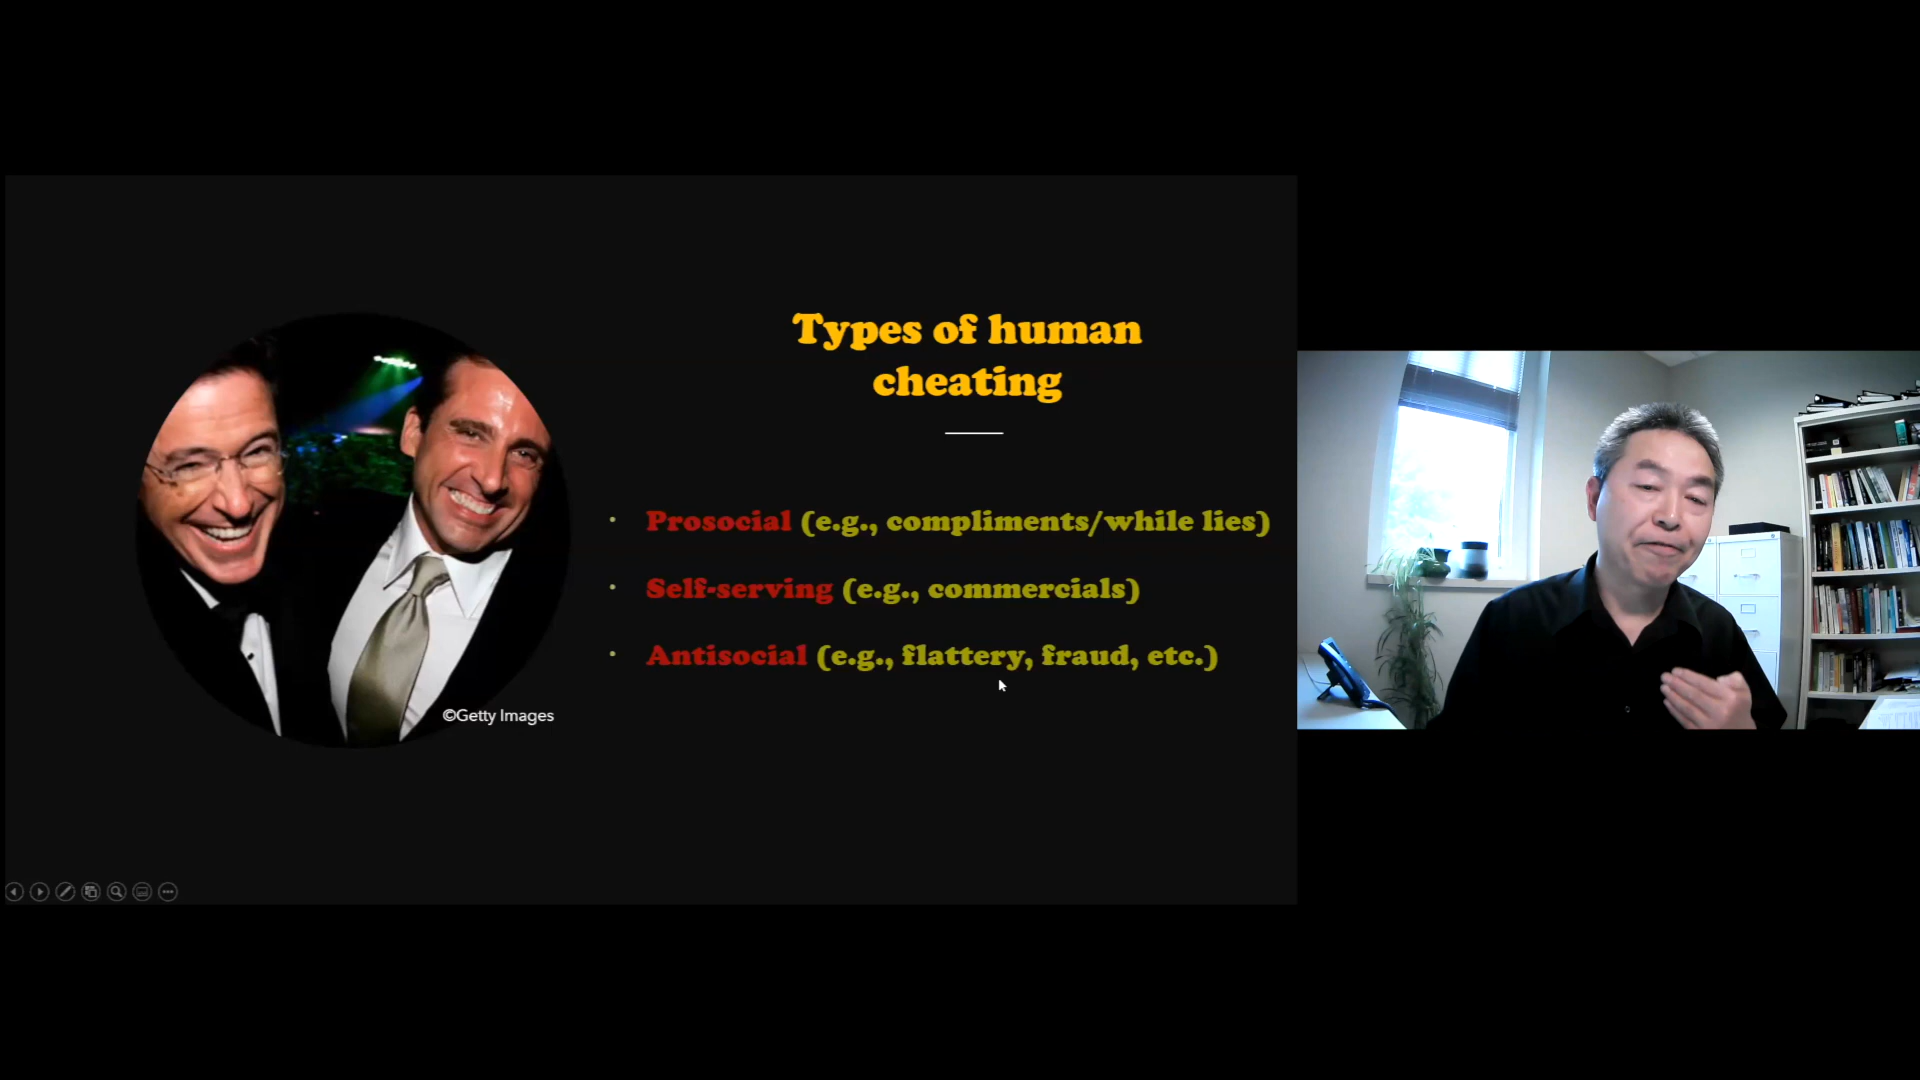 Types of human
cheating
• Prosocial (e.g., compliments/while lies)
• Self-serving (e.g., commercials)
• Antisocial (e.g., flattery, fraud, etc.)
©Getty Images